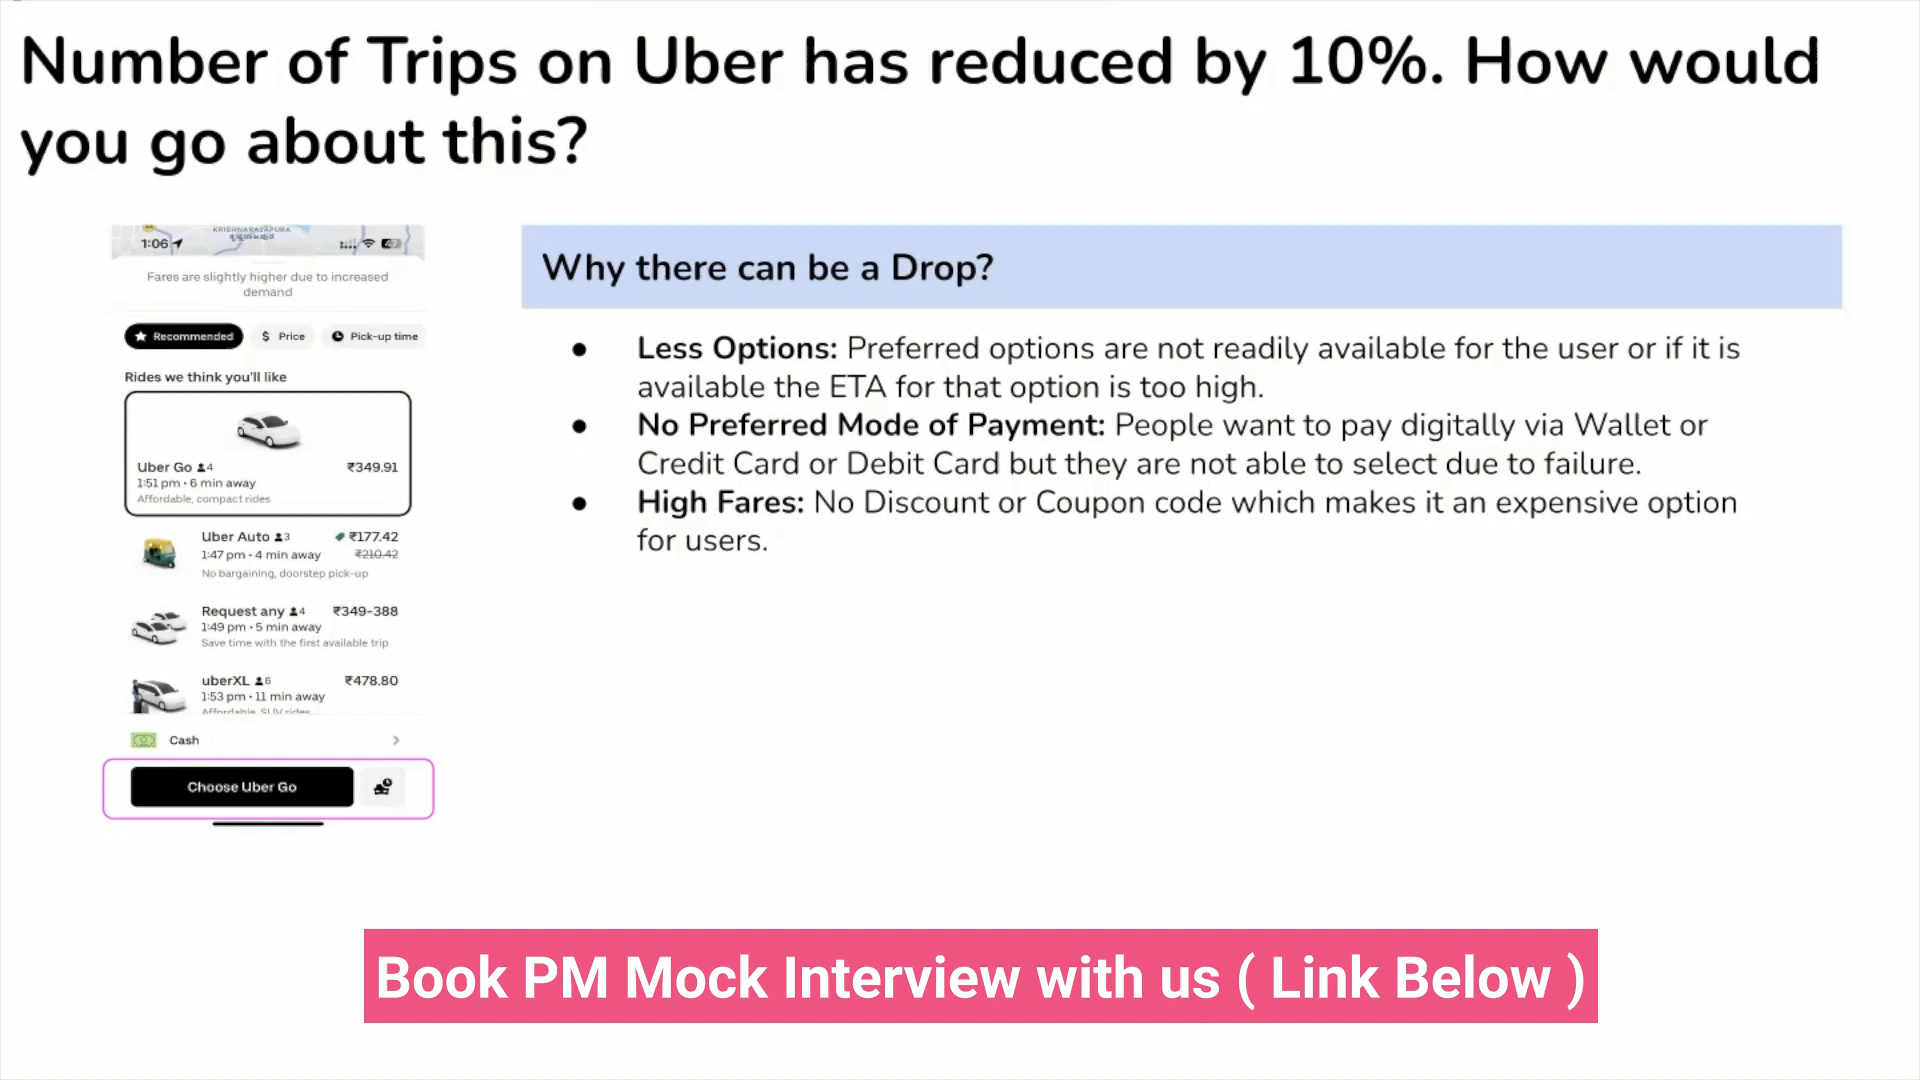 Number of Trips on Uber has reduced by 10%. How would
you go about this?
KRISHNARAJAPURA
1:06
Fares are slightly higher due to increased
demand
Recommended
$ Price
Pick-up time
Rides we think you'll like
Uber Go 4 ₹349.91
1:51 pm • 6 min away
Affordable, compact rides
Uber Auto 3 ₹177.42
1:47 pm • 4 min away ₹210.42
No bargaining, doorstep pick-up
Request any 4 ₹349-388
1:49 pm • 5 min away
Save time with the first available trip
uberXL 6 ₹478.80
1:53 pm • 11 min away
Affordable, SUV rides
Cash
Choose Uber Go
Why there can be a Drop?
● Less Options: Preferred options are not readily available for the user or if it is
available the ETA for that option is too high.
● No Preferred Mode of Payment: People want to pay digitally via Wallet or
Credit Card or Debit Card but they are not able to select due to failure.
● High Fares: No Discount or Coupon code which makes it an expensive option
for users.
Book PM Mock Interview with us ( Link Below )